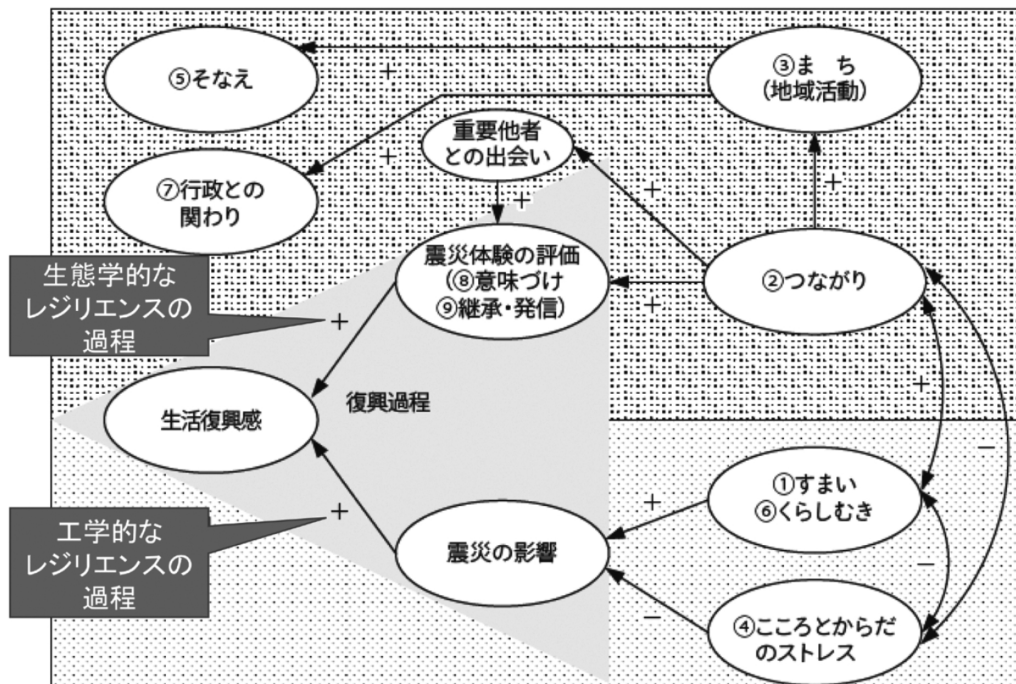 ⑤そなえ
③ま　ち
（地域活動）
＋
重要他者
との出会い
＋
⑦行政との
関わり
＋
＋
＋
震災体験の評価
（⑧意味づけ
⑨継承・発信）
②つながり
＋
生態学的な
レジリエンスの
過程
＋
＋
復興過程
生活復興感
−
①すまい
⑥くらしむき
＋
工学的な
レジリエンスの
過程
＋
震災の影響
−
−
④こころとからだ
のストレス